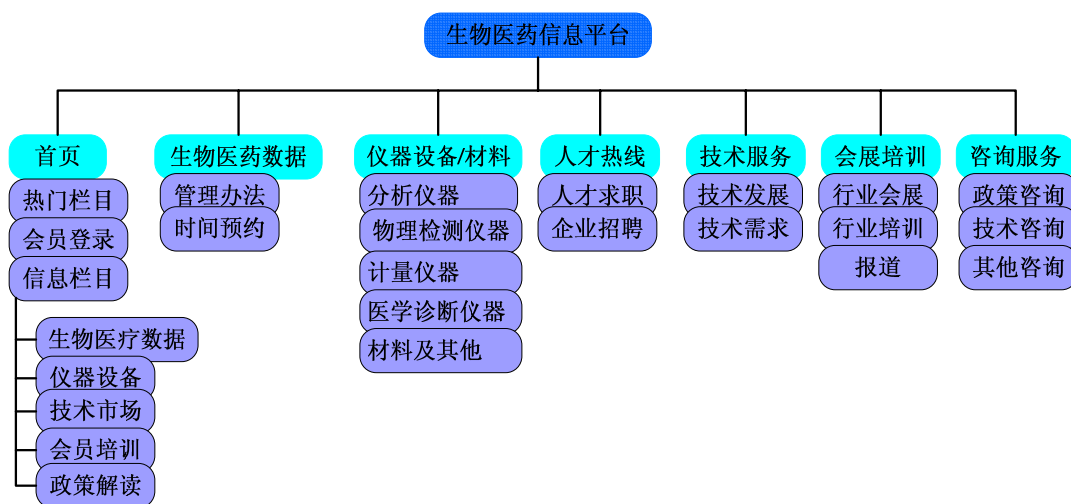 生物医药信息平台
首页
热门栏目
会员登录
信息栏目
生物医疗数据
仪器设备
技术市场
会员培训
政策解读
生物医药数据
管理办法
时间预约
仪器设备/材料
分析仪器
物理检测仪器
计量仪器
医学诊断仪器
材料及其他
人才热线
人才求职
企业招聘
技术服务
技术发展
技术需求
会展培训
行业会展
行业培训
报道
咨询服务
政策咨询
技术咨询
其他咨询